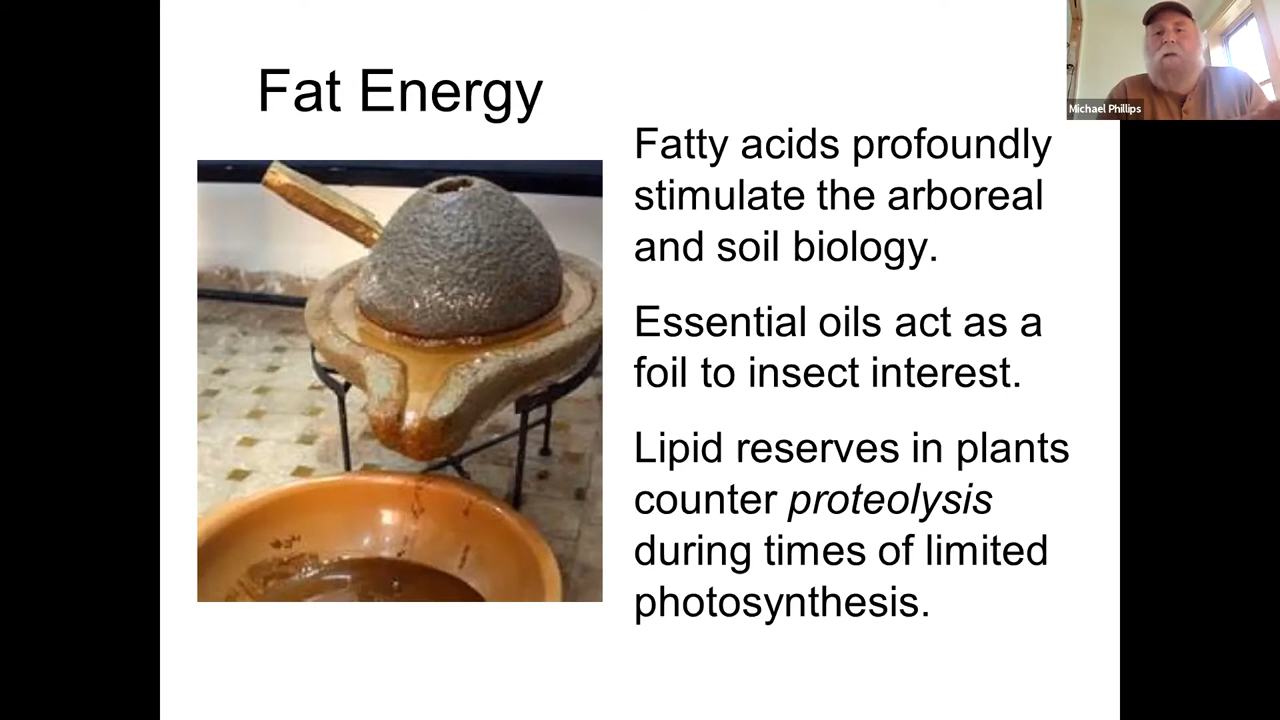 Fat Energy
Michael Phillips
Fatty acids profoundly
stimulate the arboreal
and soil biology.
Essential oils act as a
foil to insect interest.
Lipid reserves in plants
counter proteolysis
during times of limited
photosynthesis.